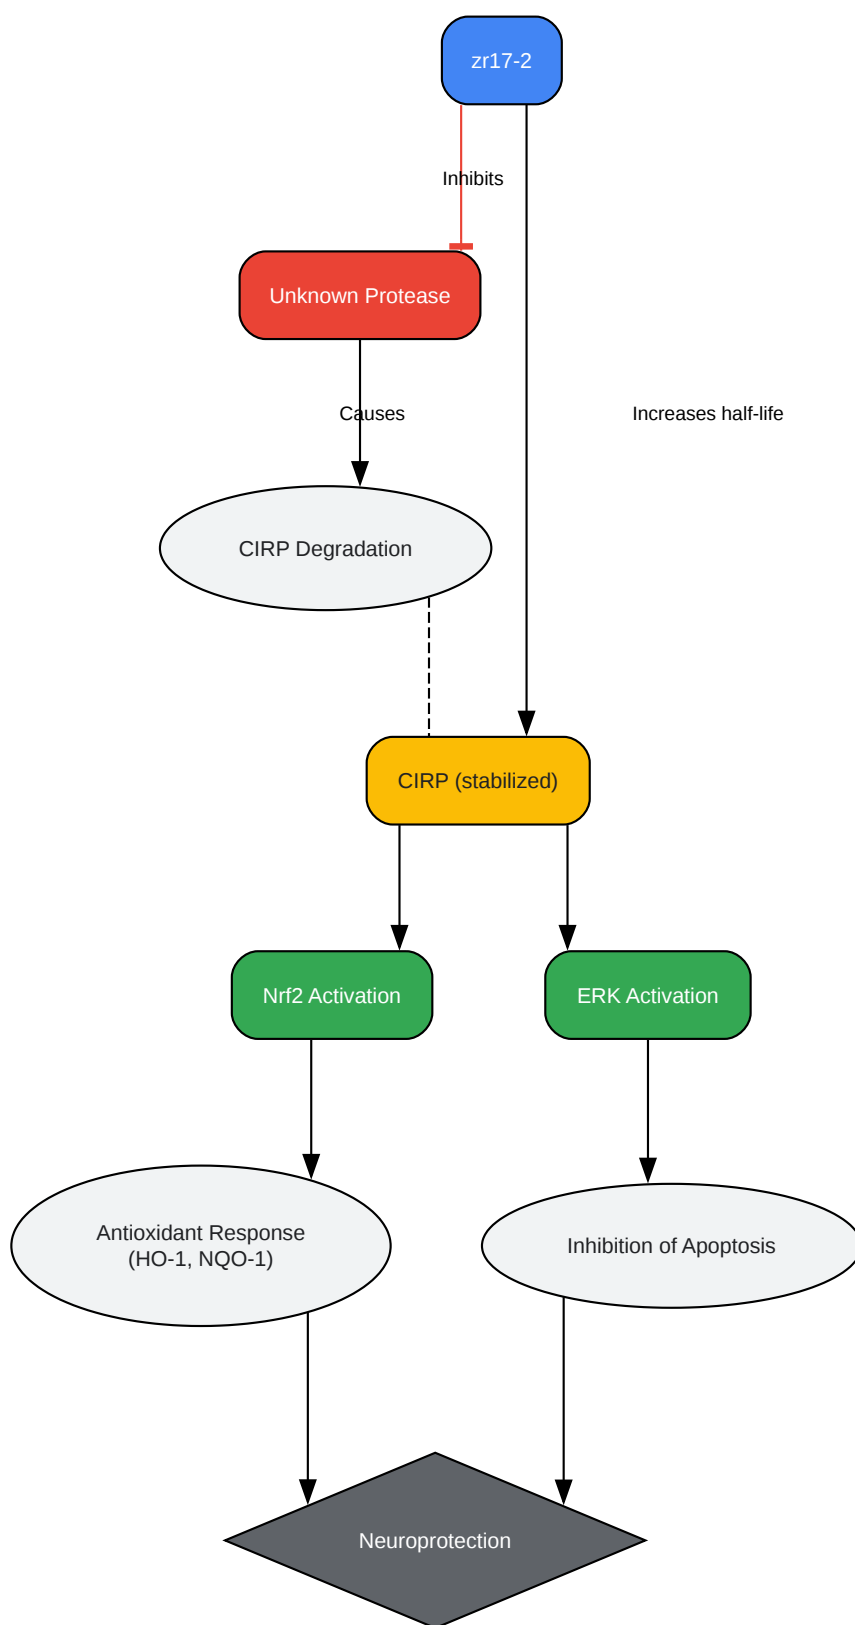 zr17-2
Inhibits
Unknown Protease
Causes
Increases half-life
CIRP Degradation
CIRP (stabilized)
Nrf2 Activation
ERK Activation
Antioxidant Response
(HO-1, NQO-1)
Inhibition of Apoptosis
Neuroprotection